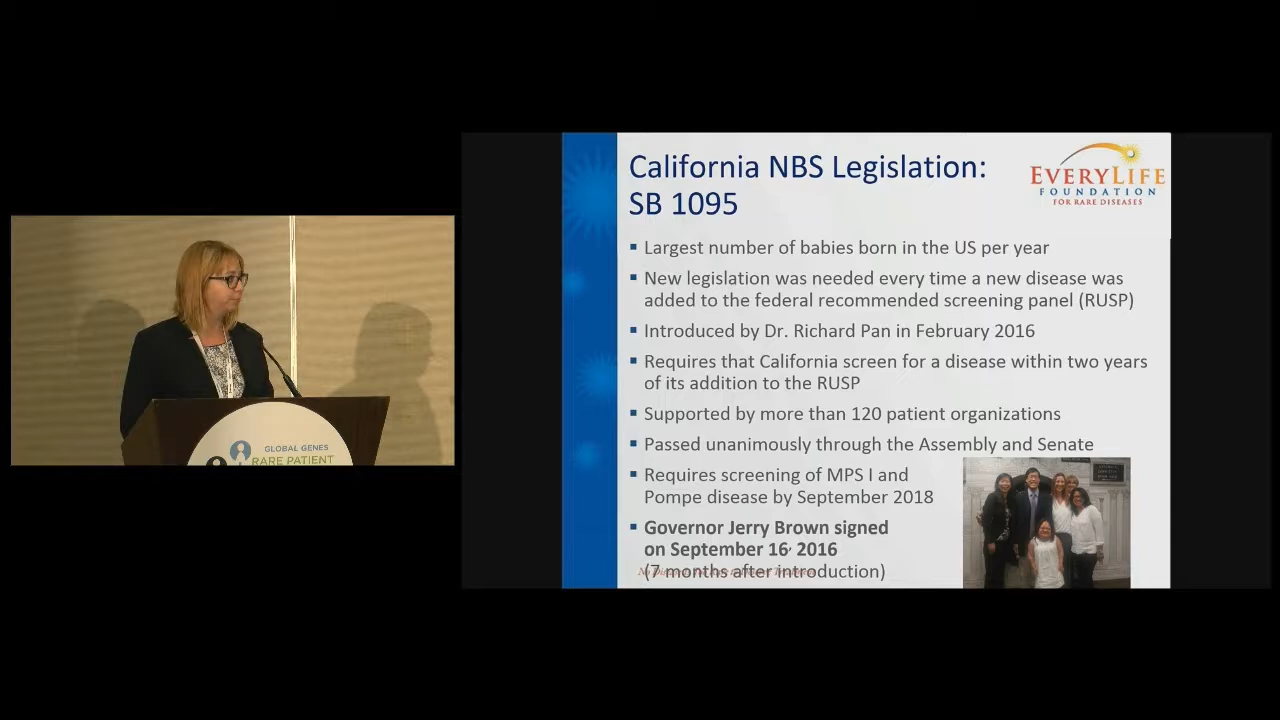 California NBS Legislation:
SB 1095
EVERYLIFE
FOUNDATION
FOR RARE DISEASES
▪ Largest number of babies born in the US per year
▪ New legislation was needed every time a new disease was
added to the federal recommended screening panel (RUSP)
▪ Introduced by Dr. Richard Pan in February 2016
▪ Requires that California screen for a disease within two years
of its addition to the RUSP
▪ Supported by more than 120 patient organizations
▪ Passed unanimously through the Assembly and Senate
▪ Requires screening of MPS I and
Pompe disease by September 2018
▪ Governor Jerry Brown signed
on September 16, 2016
(7 months after introduction)
GLOBAL GENES
RARE PATIENT